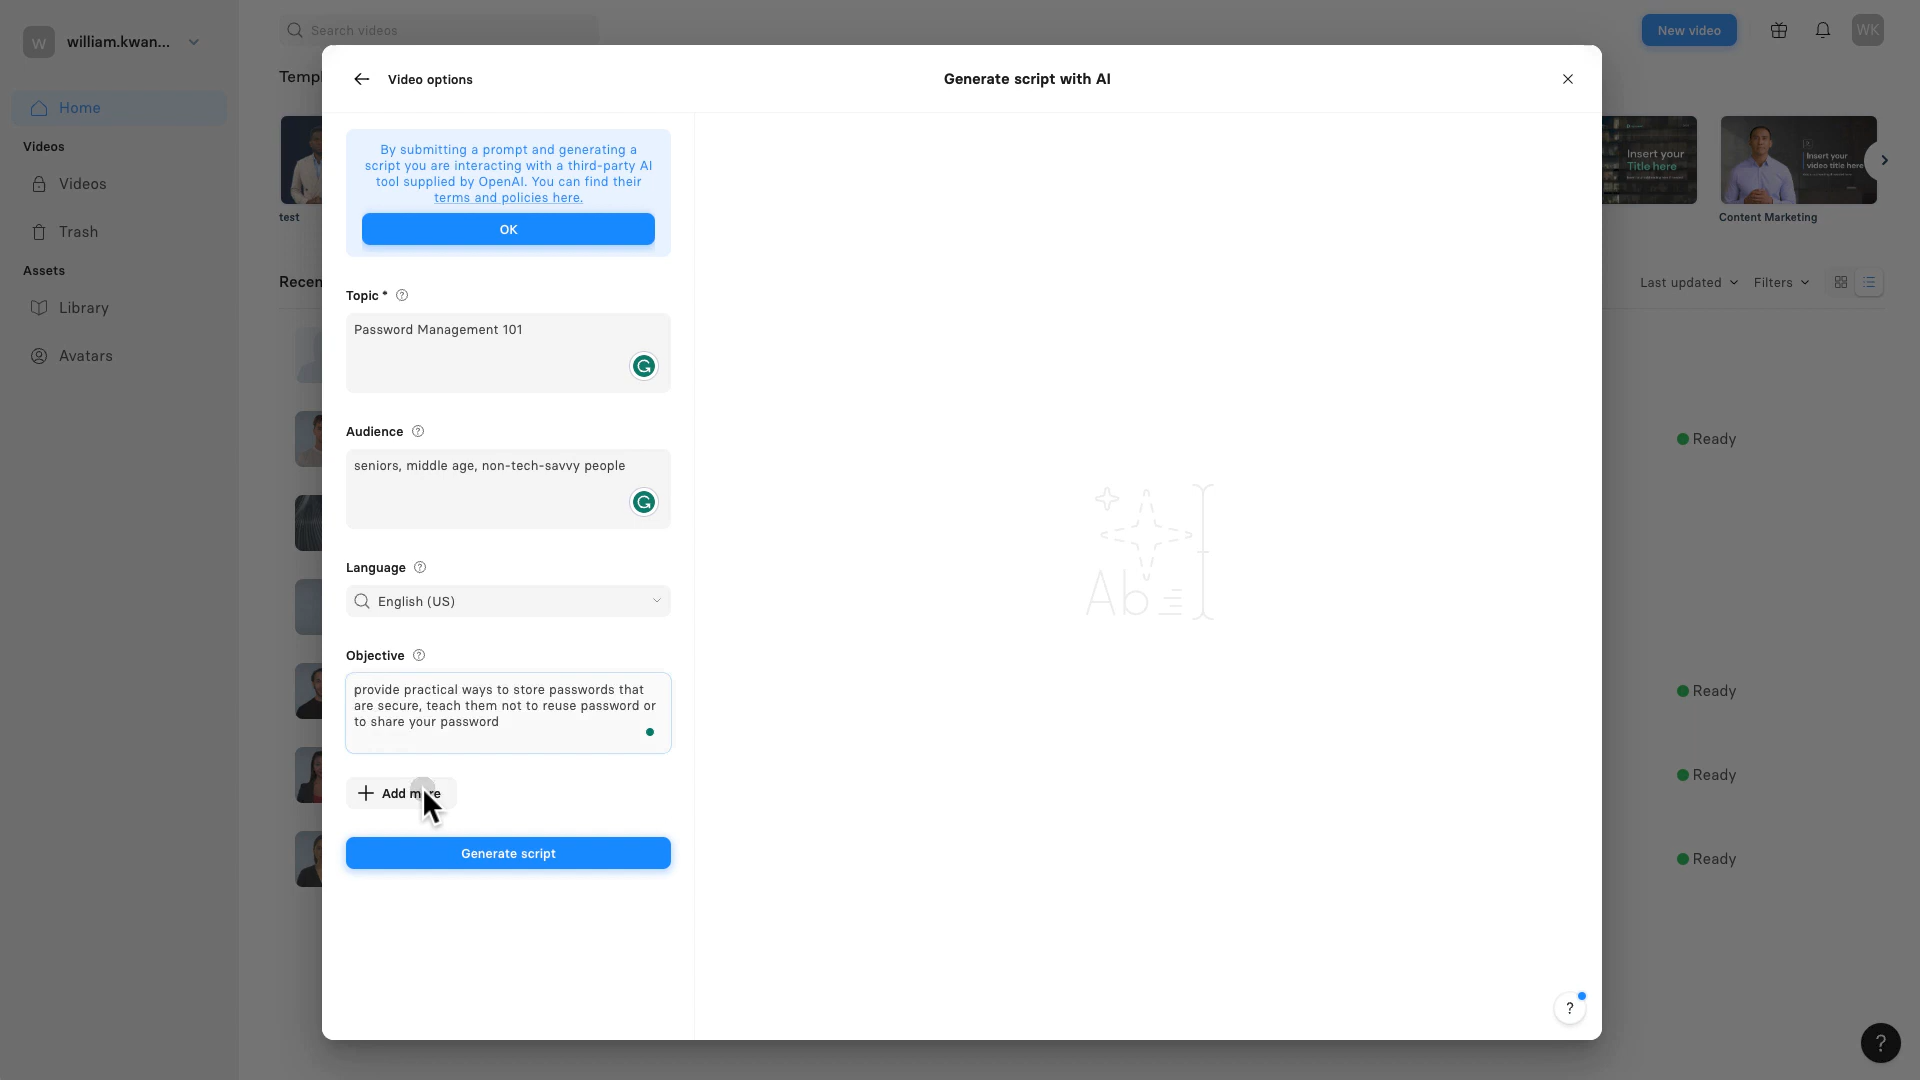 W
william.kwan...
Search videos
New video
WK
Home
Videos
Videos
Trash
Assets
Library
Avatars
Templ
test
Insert your
Title here
Insert your
video title here
Content Marketing
Recen
Last updated
Filters
Ready
Ready
Ready
Ready
Video options
Generate script with AI
By submitting a prompt and generating a
script you are interacting with a third-party AI
tool supplied by OpenAI. You can find their
terms and policies here.
OK
Topic *
Password Management 101
Audience
seniors, middle age, non-tech-savvy people
Language
English (US)
Objective
provide practical ways to store passwords that
are secure, teach them not to reuse password or
to share your password
Add more
Generate script
Ab
?
?